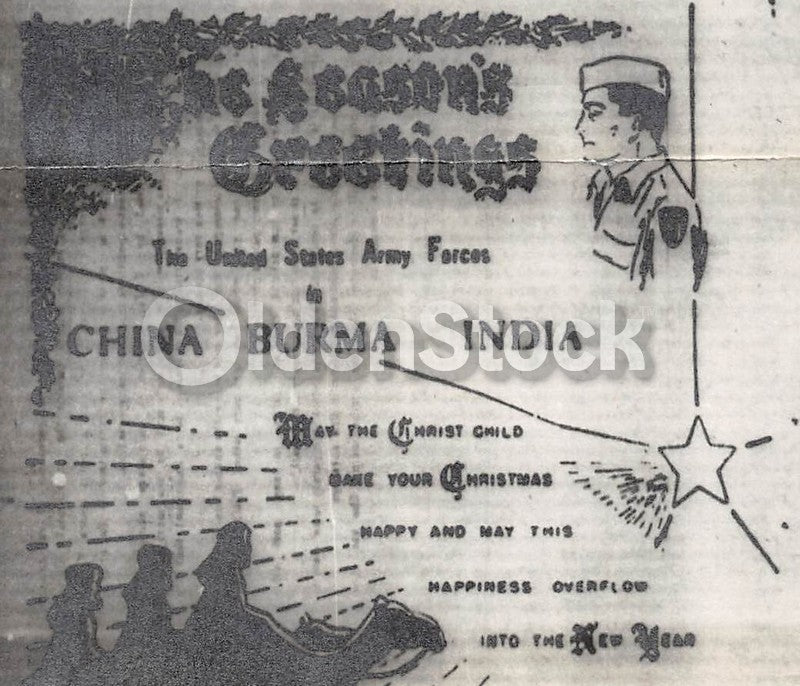 The Season's
Greetings
The United States Army Forces
in
CHINA BURMA INDIA
OldenStock
May the Christ Child
make your Christmas
happy and may this
happiness overflow
into the New Year